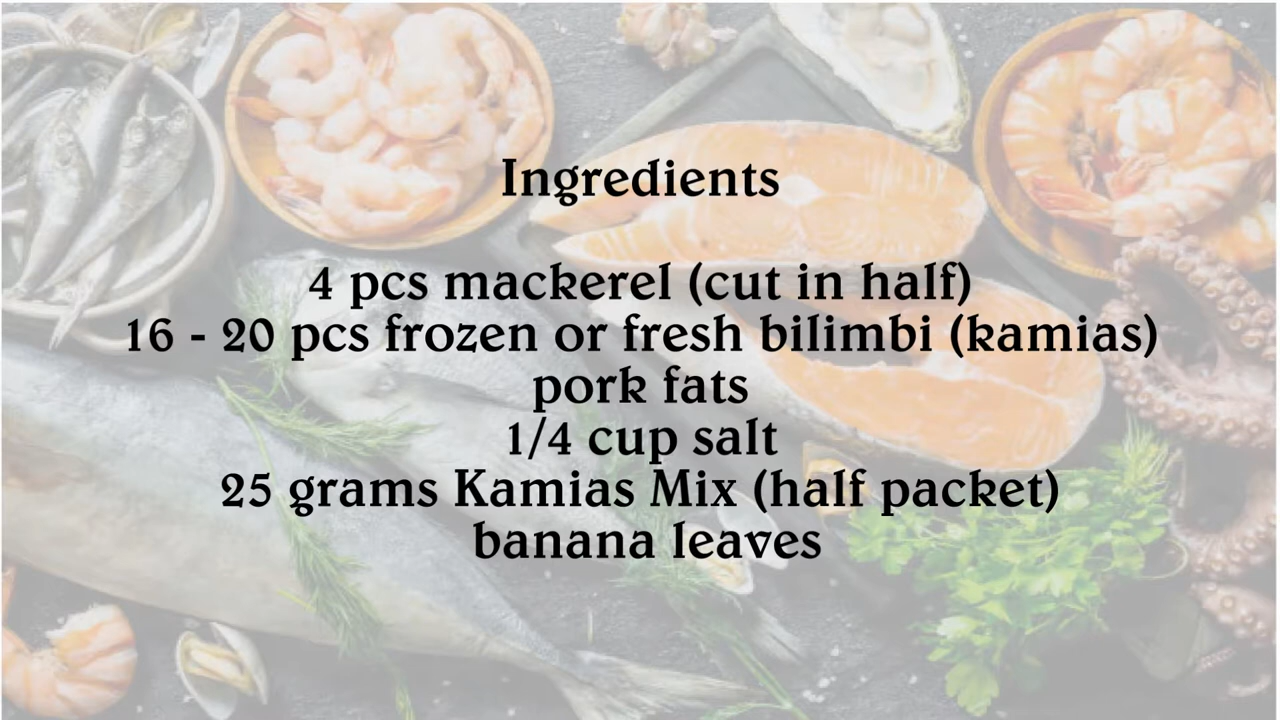 Ingredients
4 pcs mackerel (cut in half)
16 - 20 pcs frozen or fresh bilimbi (kamias)
pork fats
1/4 cup salt
25 grams Kamias Mix (half packet)
banana leaves